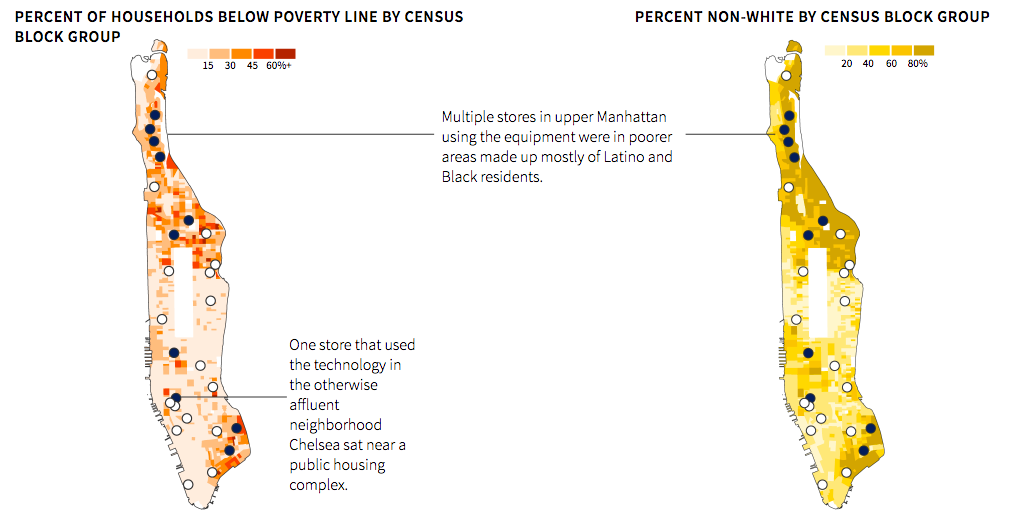 PERCENT OF HOUSEHOLDS BELOW POVERTY LINE BY CENSUS
BLOCK GROUP
15 30 45 60%+
PERCENT NON-WHITE BY CENSUS BLOCK GROUP
20 40 60 80%
Multiple stores in upper Manhattan
using the equipment were in poorer
areas made up mostly of Latino and
Black residents.
One store that used
the technology in
the otherwise
affluent
neighborhood
Chelsea sat near a
public housing
complex.